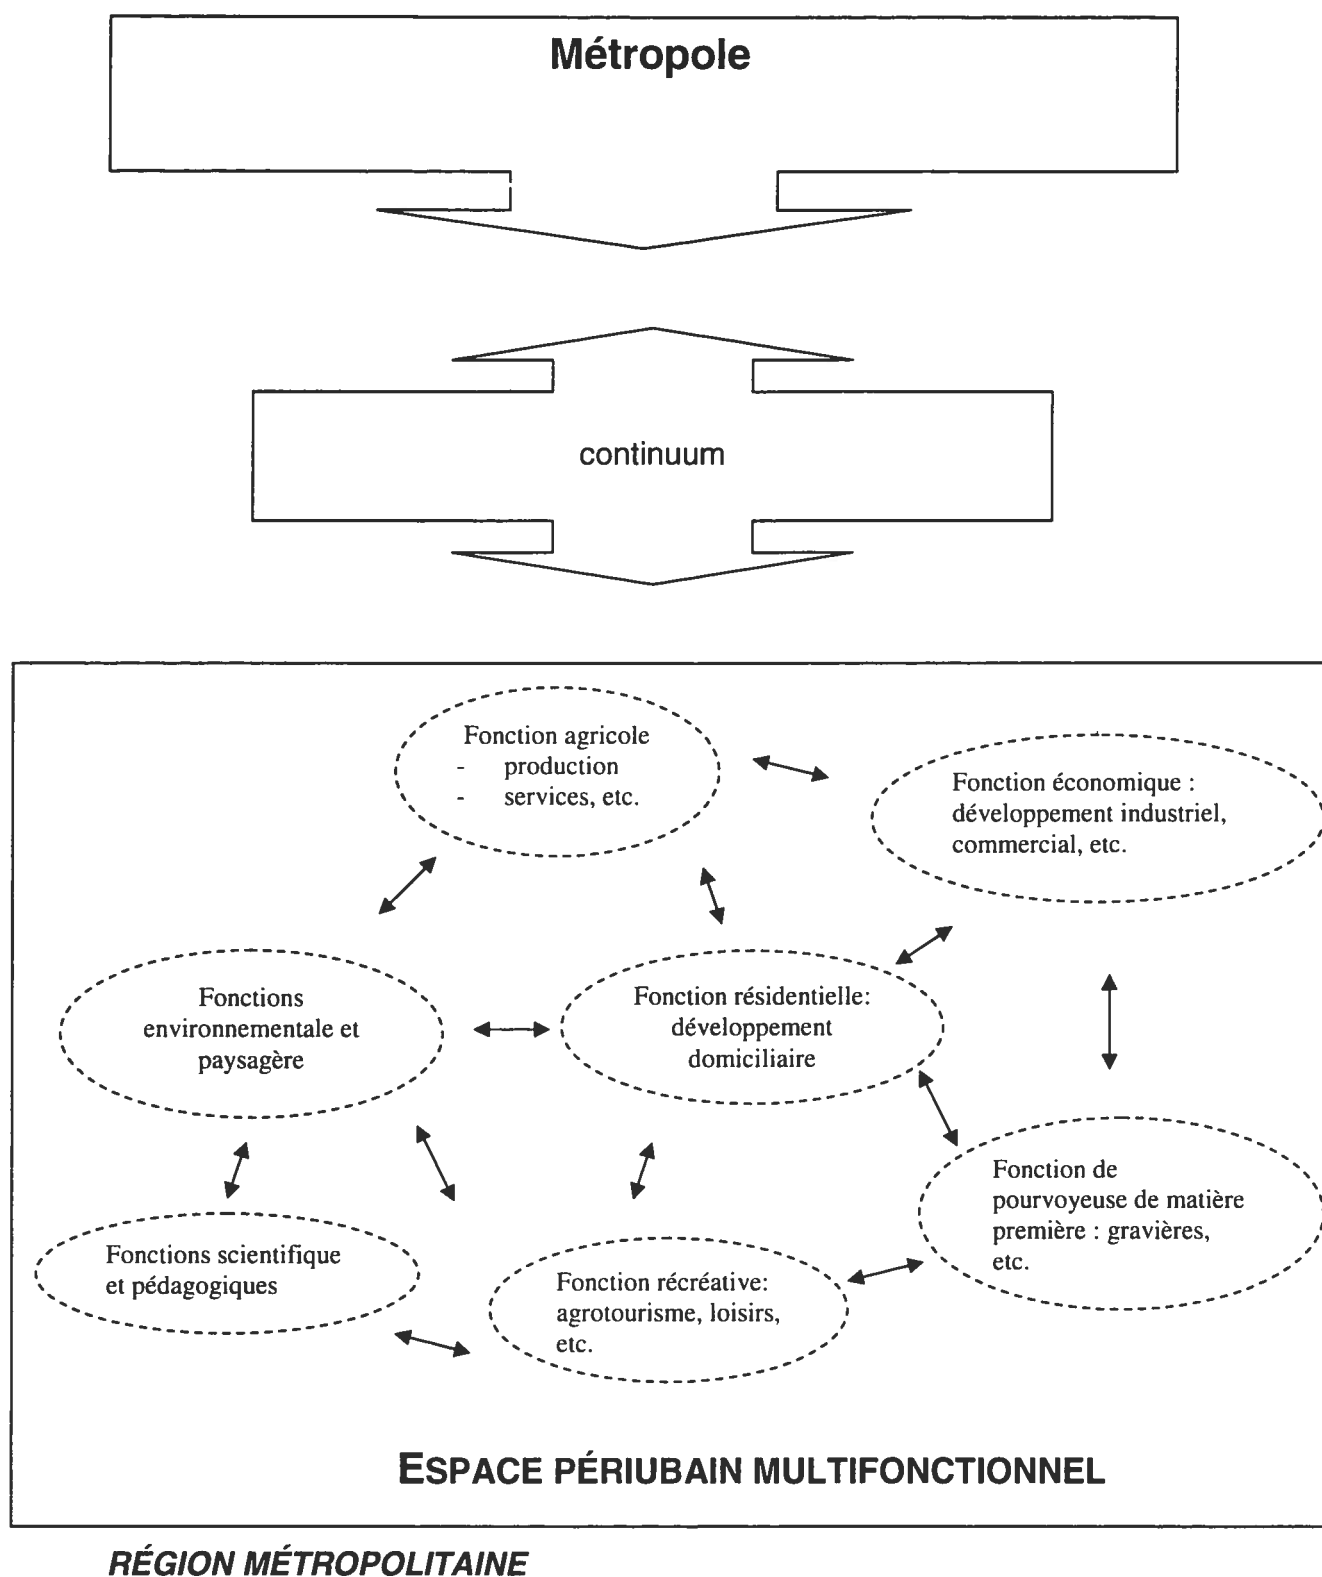 Métropole
continuum
Fonction agricole
- production
- services, etc.
Fonction économique :
développement industriel,
commercial, etc.
Fonctions
environnementale et
paysagère
Fonction résidentielle:
développement
domiciliaire
Fonction de
pourvoyeuse de matière
première : gravières,
etc.
Fonctions scientifique
et pédagogiques
Fonction récréative:
agrotourisme, loisirs,
etc.
ESPACE PÉRIUBAIN MULTIFONCTIONNEL
RÉGION MÉTROPOLITAINE